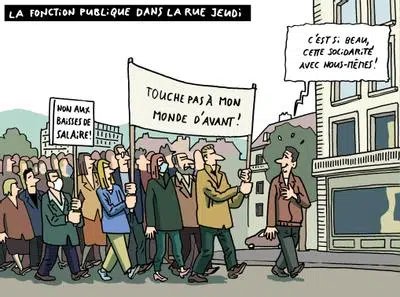 LA FONCTION PUBLIQUE DANS LA RUE JEUDI
C'EST SI BEAU,
CETTE SOLIDARITÉ
AVEC NOUS-MÊMES !
TOUCHE PAS À MON
MONDE D'AVANT !
NON AUX
BAISSES DE
SALAIRE !